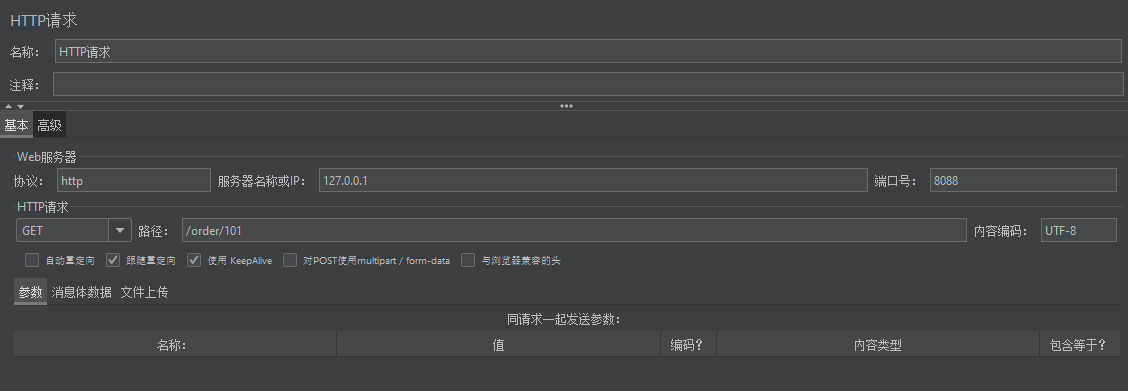 HTTP请求
名称： HTTP请求
注释：
基本 高级
Web服务器
协议： http 服务器名称或IP： 127.0.0.1 端口号： 8088
HTTP请求
GET 路径： /order/101 内容编码： UTF-8
自动重定向 跟随重定向 使用 KeepAlive 对POST使用multipart / form-data 与浏览器兼容的头
参数 消息体数据 文件上传
同请求一起发送参数：
名称： 值 编码? 内容类型 包含等于?